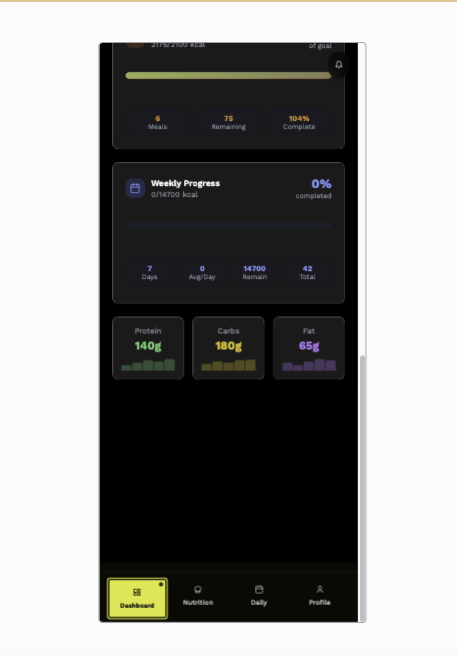 2175/2100 kcal
of goal
6
75
104%
Meals
Remaining
Complete
Weekly Progress
0%
0/14700 kcal
completed
7
0
14700
42
Days
Avg/Day
Remain
Total
Protein
Carbs
Fat
140g
180g
65g
Dashboard
Nutrition
Daily
Profile